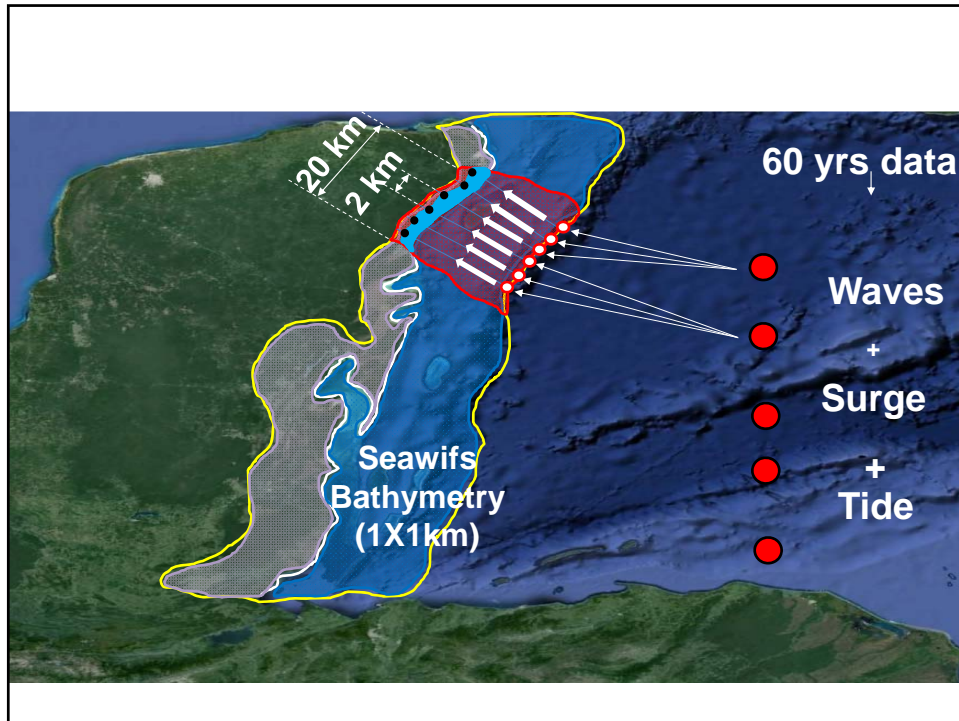 20 km
2 km
60 yrs data
Waves
+
Surge
+
Tide
Seawifs
Bathymetry
(1X1km)